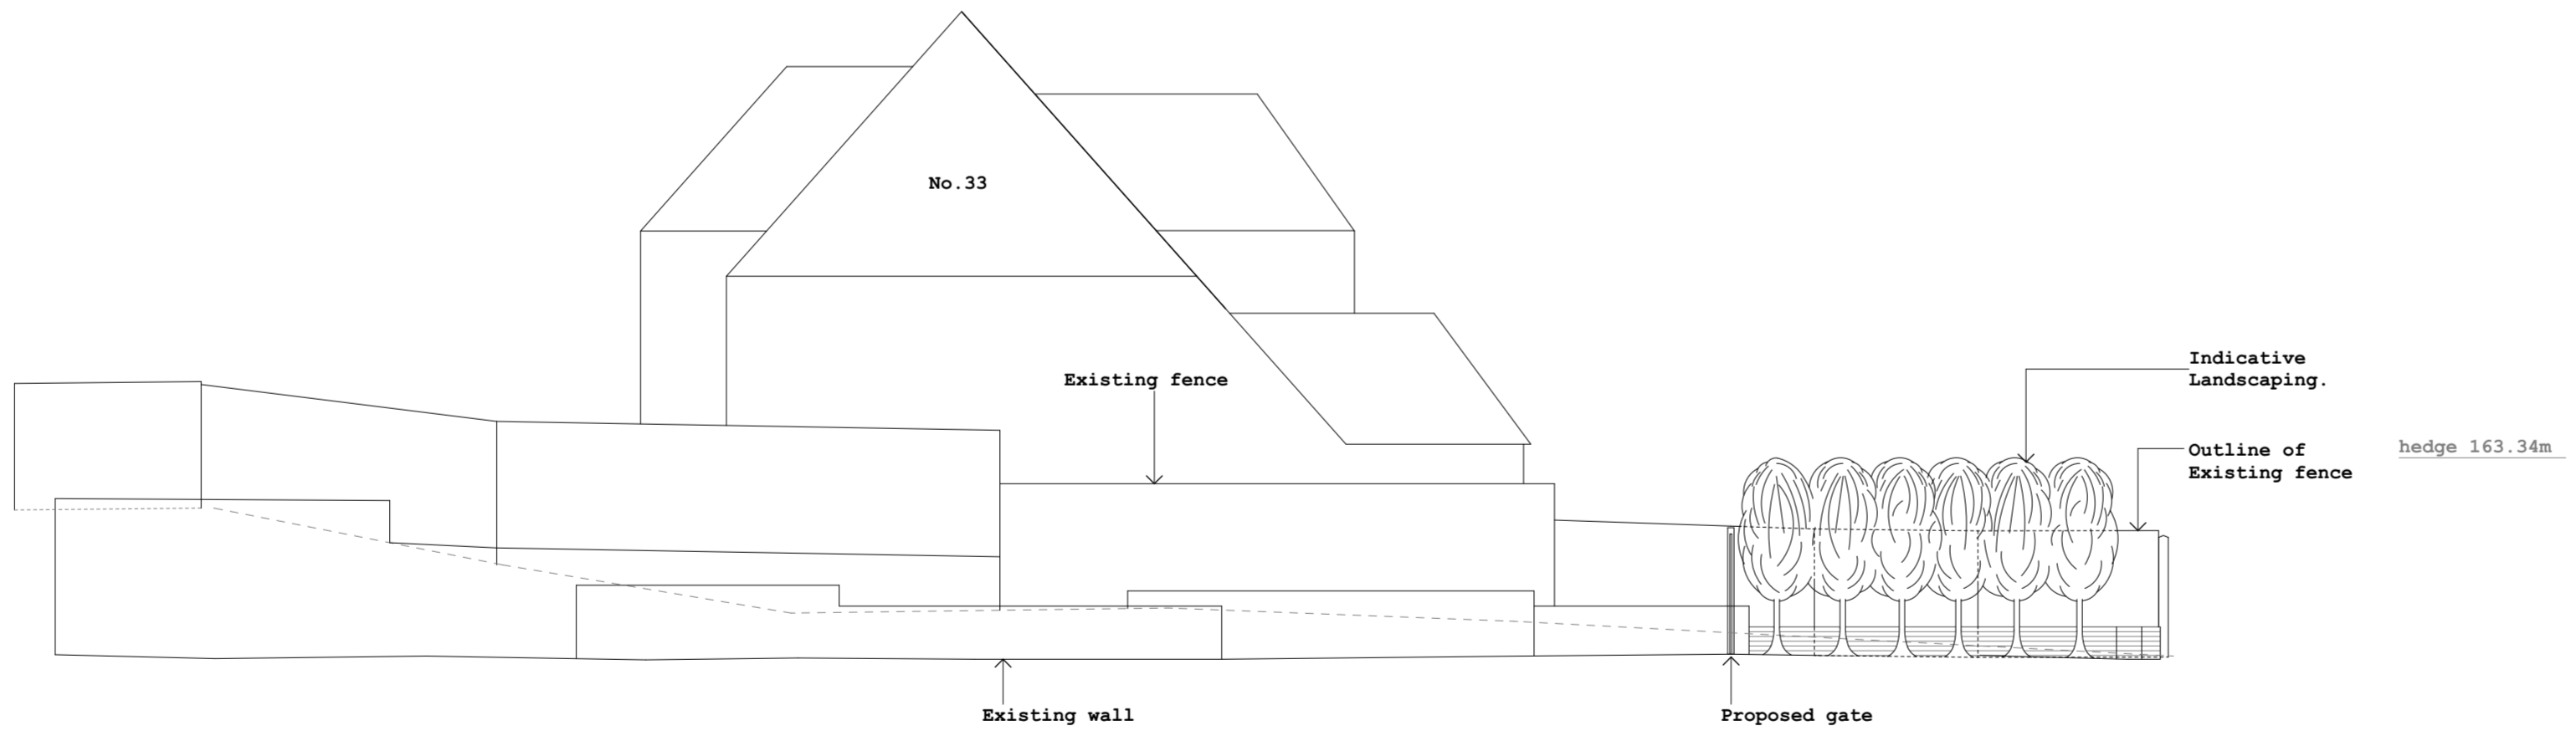 No.33
Existing fence
Indicative
Landscaping.
Outline of
Existing fence
hedge 163.34m
Existing wall
Proposed gate